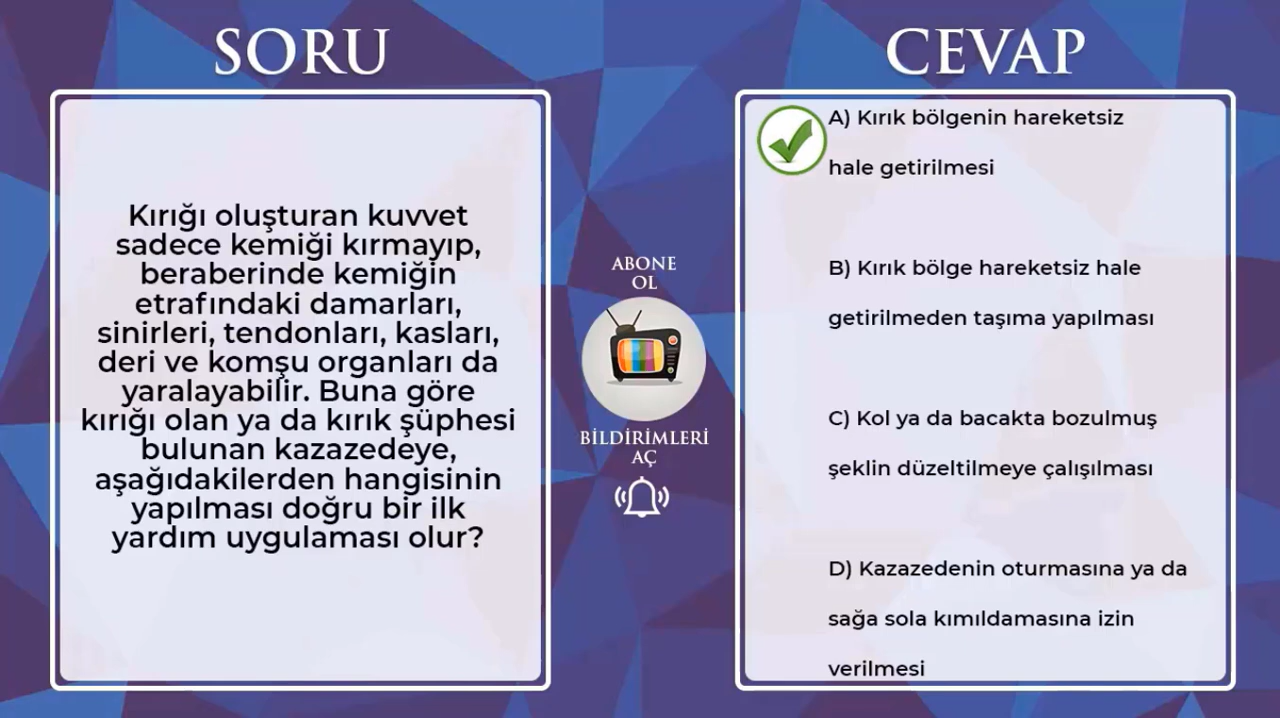 SORU
Kırığı oluşturan kuvvet
sadece kemiği kırmayıp,
beraberinde kemiğin
etrafındaki damarları,
sinirleri, tendonları, kasları,
deri ve komşu organları da
yaralayabilir. Buna göre
kırığı olan ya da kırık şüphesi
bulunan kazazedeye,
aşağıdakilerden hangisinin
yapılması doğru bir ilk
yardım uygulaması olur?
ABONE
OL
BİLDİRİMLERİ
AÇ
CEVAP
A) Kırık bölgenin hareketsiz
hale getirilmesi
B) Kırık bölge hareketsiz hale
getirilmeden taşıma yapılması
C) Kol ya da bacakta bozulmuş
şeklin düzeltilmeye çalışılması
D) Kazazedenin oturmasına ya da
sağa sola kımıldamasına izin
verilmesi